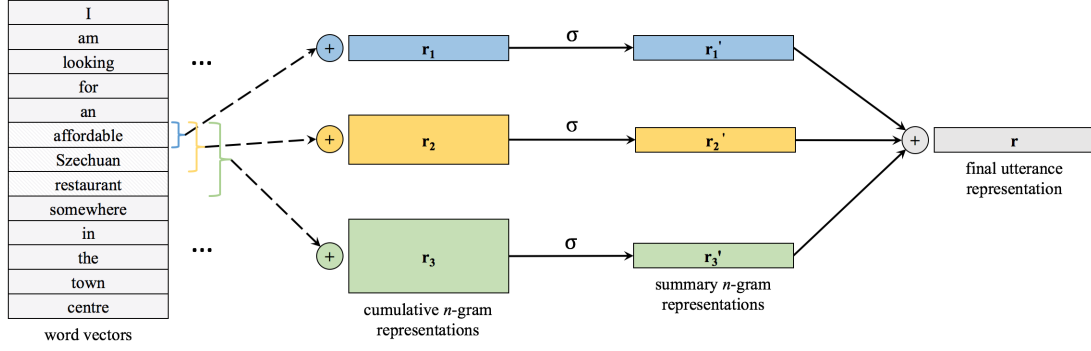 I
am
looking
for
an
affordable
Szechuan
restaurant
somewhere
in
the
town
centre
word vectors
...
...
+
r₁
σ
r₁'
+
r₂
σ
r₂'
+
r₃
σ
r₃'
cumulative n-gram
representations
summary n-gram
representations
+
r
final utterance
representation